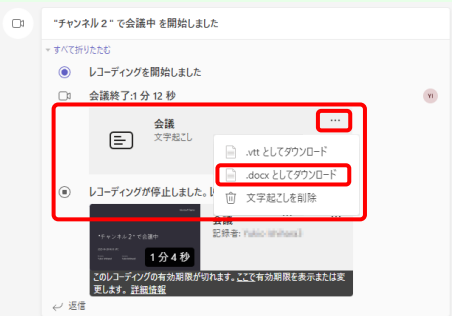 "チャンネル２" で会議中 を開始しました
すべて折りたたむ
レコーディングを開始しました
会議終了:1 分 12 秒
YI
会議
文字起こし
...
.vtt としてダウンロード
.docx としてダウンロード
文字起こしを削除
レコーディングが停止しました。
"チャンネル２" で会議中
1 分 4 秒
会議
記録者:
このレコーディングの有効期限が切れます。ここで有効期限を表示または変
更します。 詳細情報
返信